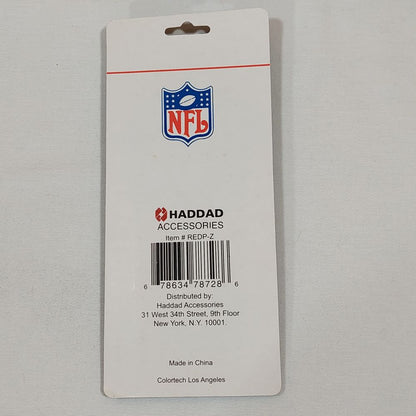 NFL
HADDAD
ACCESSORIES
Item # REDP-Z
6 78634 78728 6
Distributed by:
Haddad Accessories
31 West 34th Street, 9th Floor
New York, N.Y. 10001.
Made in China
Colortech Los Angeles